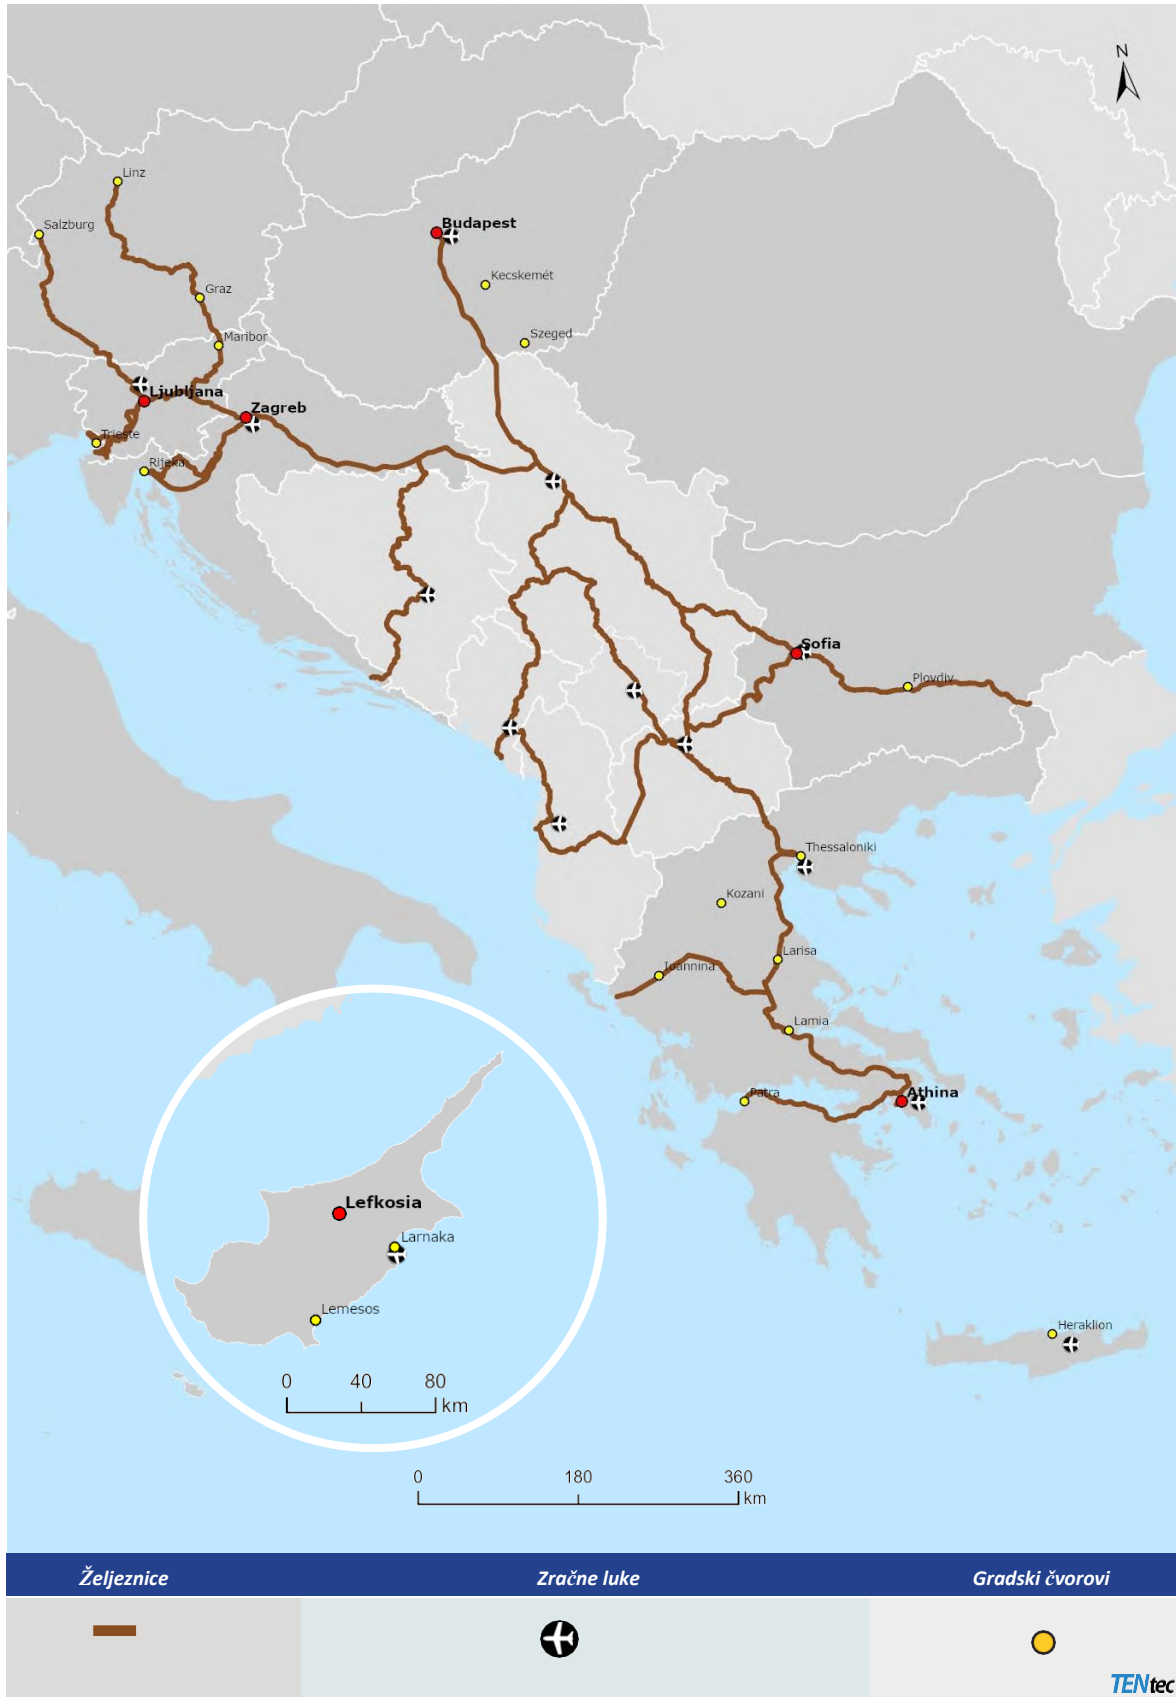 N
Linz
Salzburg
Budapest
Kecskemét
Graz
Szeged
Maribor
Ljubljana
Zagreb
Trieste
Rijeka
Sofia
Plovdiv
Thessaloniki
Kozani
Larisa
Ioannina
Lamia
Patra
Athina
Lefkosia
Larnaka
Lemesos
Heraklion
0 40 80
km
0 180 360
km
Željeznice Zračne luke Gradski čvorovi
TENtec